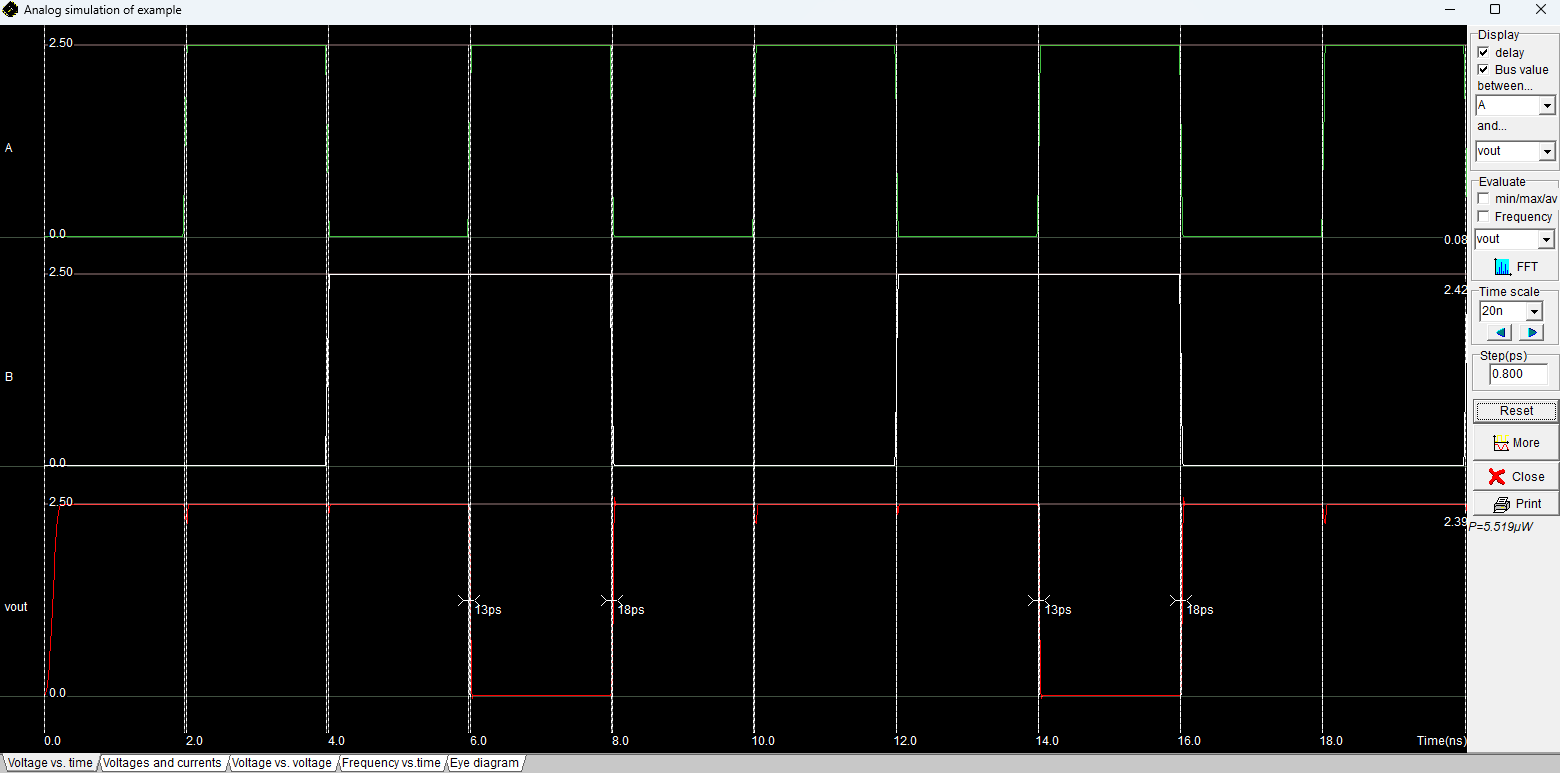 Analog simulation of example
2.50
A
0.0
0.08
2.50
2.42
B
0.0
2.50
2.39
vout
13ps
18ps
13ps
18ps
0.0
0.0 2.0 4.0 6.0 8.0 10.0 12.0 14.0 16.0 18.0 Time(ns)
Voltage vs. time Voltages and currents Voltage vs. voltage Frequency vs.time Eye diagram
Display
delay
Bus value
between...
A
and...
vout
Evaluate
min/max/av
Frequency
vout
FFT
Time scale
20n
Step(ps)
0.800
Reset
More
Close
Print
P=5.519µW